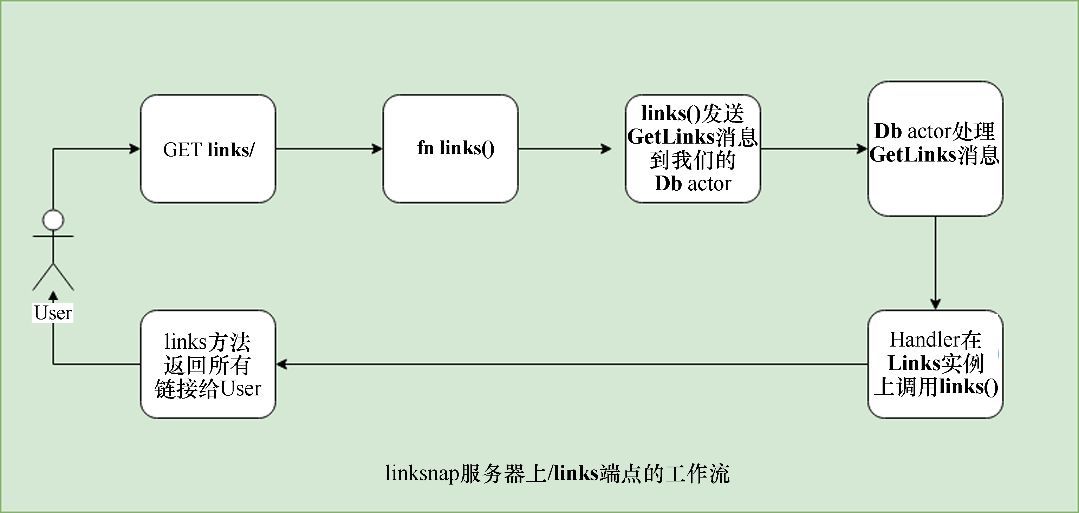 GET links/
fn links()
links()发送
GetLinks消息
到我们的
Db actor
Db actor处理
GetLinks消息
User
links方法
返回所有
链接给User
Handler在
Links实例
上调用links()
linksnap服务器上/links端点的工作流